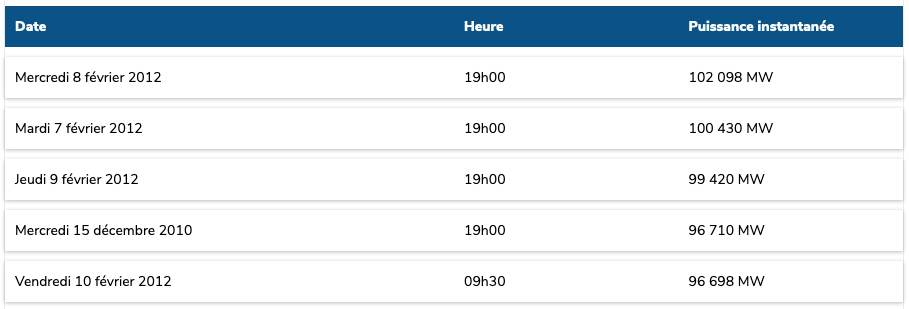 Date Heure Puissance instantanée
Mercredi 8 février 2012 19h00 102 098 MW
Mardi 7 février 2012 19h00 100 430 MW
Jeudi 9 février 2012 19h00 99 420 MW
Mercredi 15 décembre 2010 19h00 96 710 MW
Vendredi 10 février 2012 09h30 96 698 MW